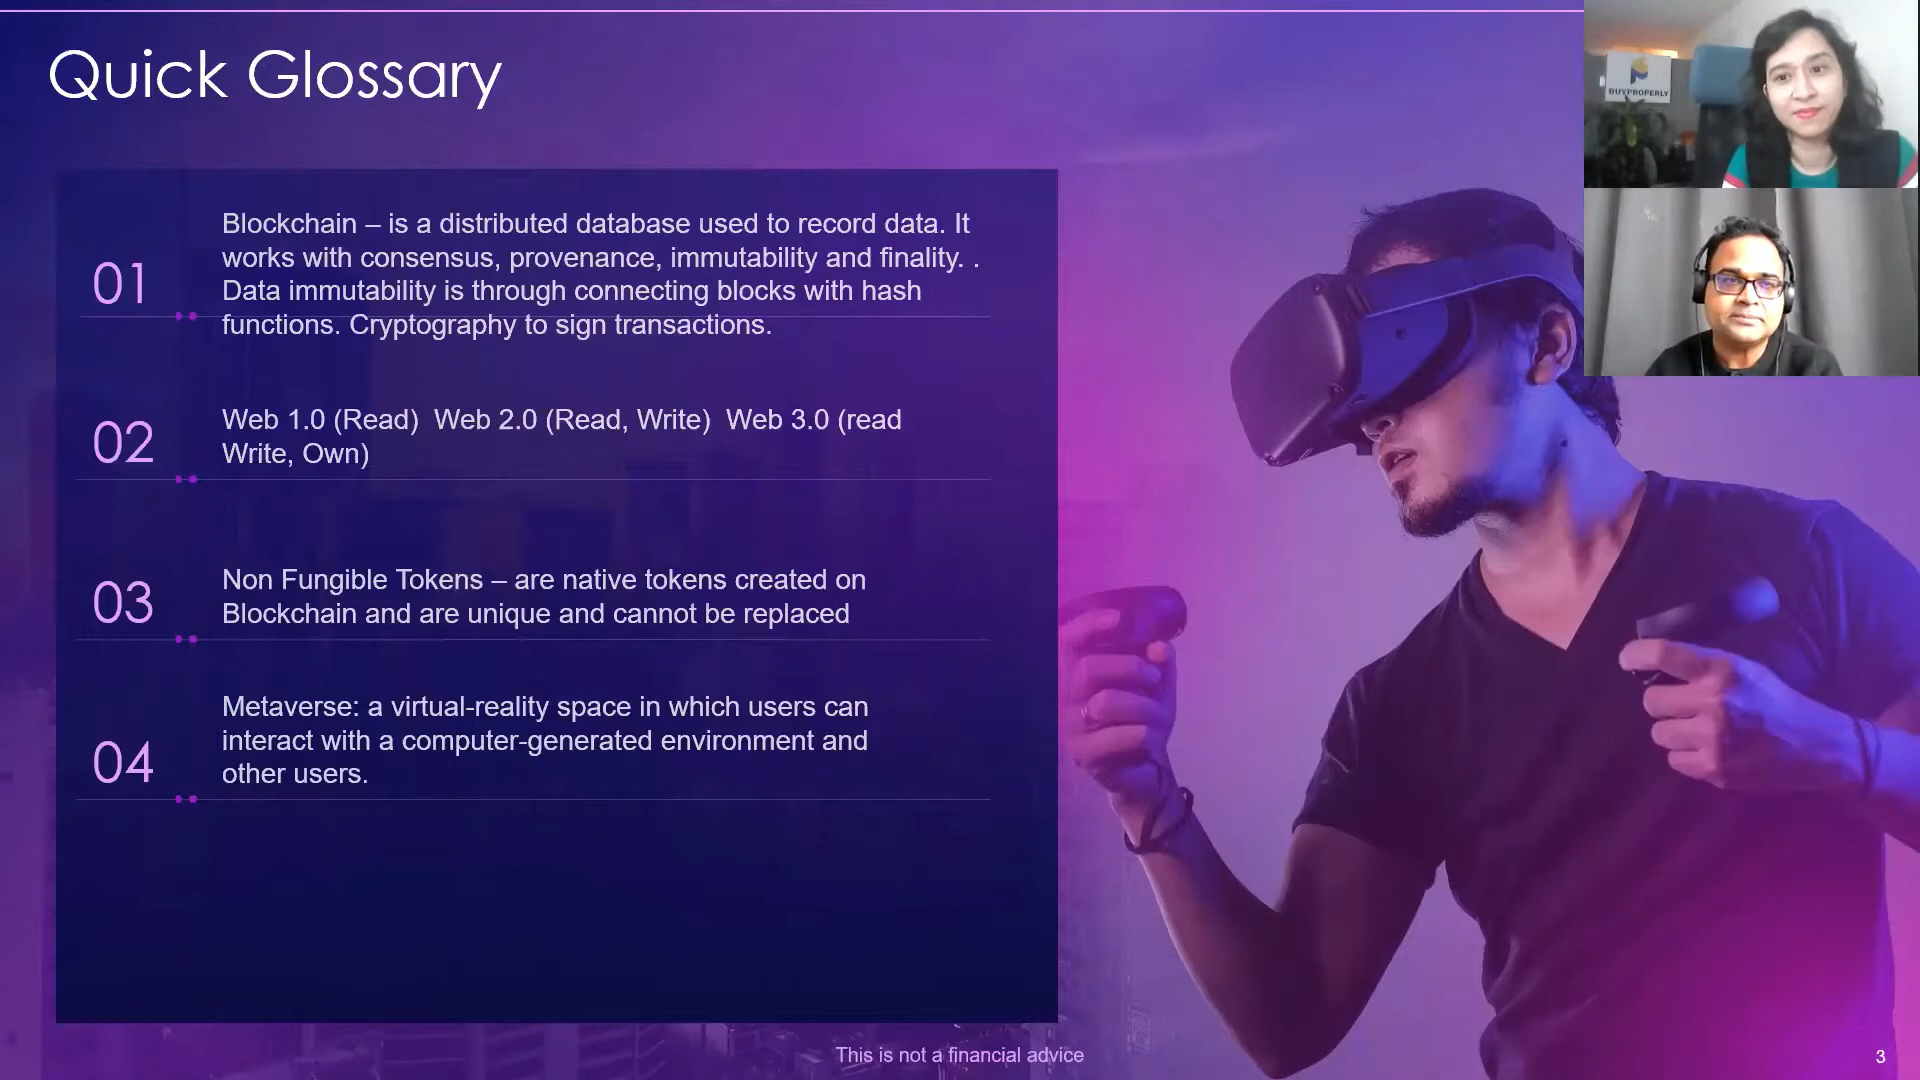 Quick Glossary
BUYPROPERLY
01
Blockchain – is a distributed database used to record data. It
works with consensus, provenance, immutability and finality. .
Data immutability is through connecting blocks with hash
functions. Cryptography to sign transactions.
02
Web 1.0 (Read)  Web 2.0 (Read, Write)  Web 3.0 (read
Write, Own)
03
Non Fungible Tokens – are native tokens created on
Blockchain and are unique and cannot be replaced
04
Metaverse: a virtual-reality space in which users can
interact with a computer-generated environment and
other users.
This is not a financial advice
3